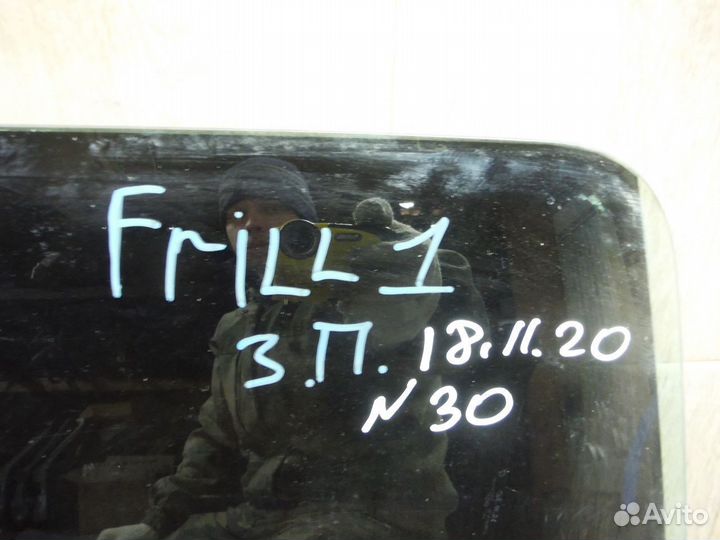 FriLL 1
З.П. 18.11.20
N30
Avito